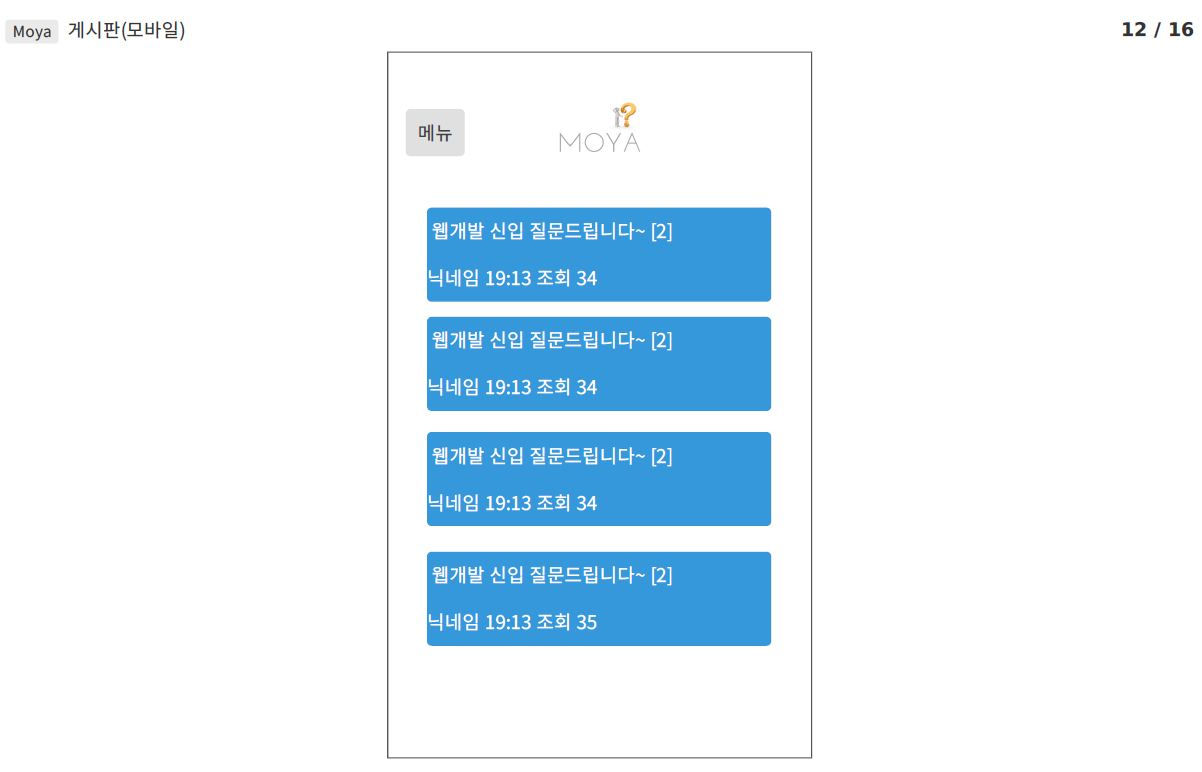 Moya 게시판(모바일)
12 / 16
메뉴
MOYA
웹개발 신입 질문드립니다~ [2]
닉네임 19:13 조회 34
웹개발 신입 질문드립니다~ [2]
닉네임 19:13 조회 34
웹개발 신입 질문드립니다~ [2]
닉네임 19:13 조회 34
웹개발 신입 질문드립니다~ [2]
닉네임 19:13 조회 35